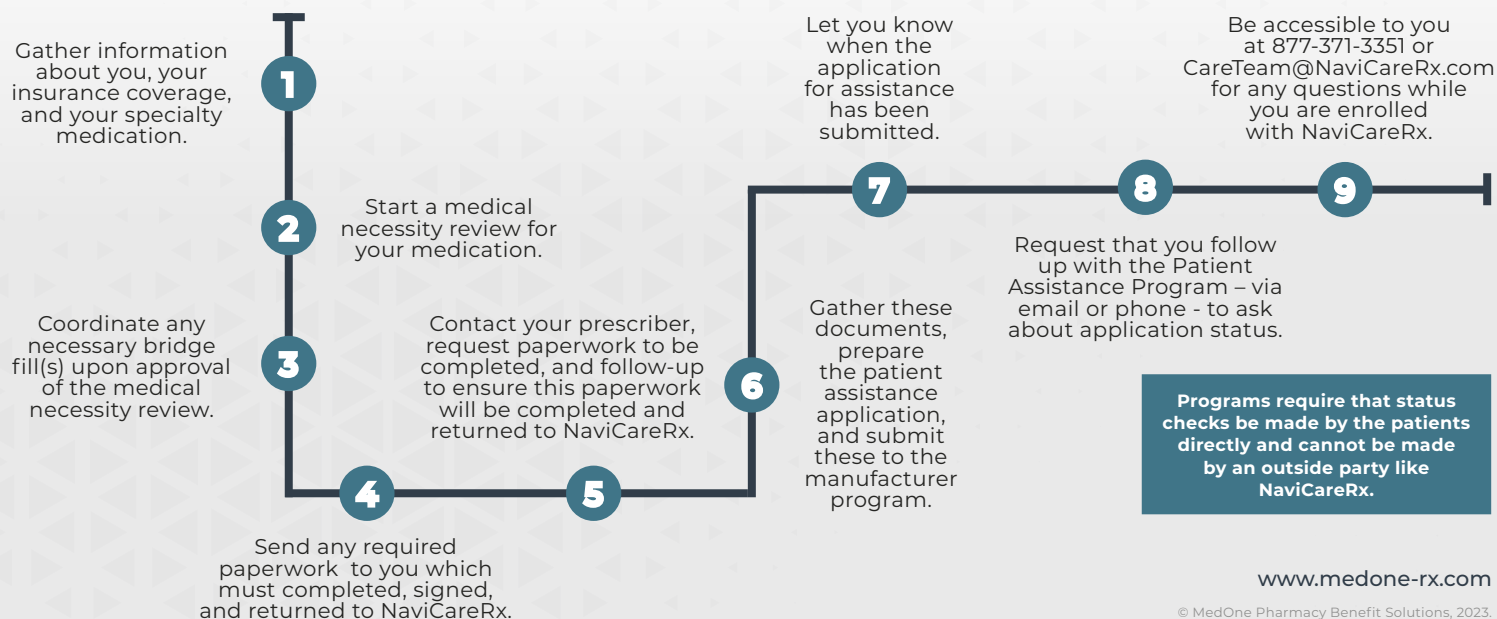 1
Gather information
about you, your
insurance coverage,
and your specialty
medication.
2
Start a medical
necessity review for
your medication.
3
Coordinate any
necessary bridge
fill(s) upon approval
of the medical
necessity review.
4
Send any required
paperwork to you which
must completed, signed,
and returned to NaviCareRx.
5
Contact your prescriber,
request paperwork to be
completed, and follow-up
to ensure this paperwork
will be completed and
returned to NaviCareRx.
6
Gather these
documents,
prepare
the patient
assistance
application,
and submit
these to the
manufacturer
program.
7
Let you know
when the
application
for assistance
has been
submitted.
8
Request that you follow
up with the Patient
Assistance Program – via
email or phone - to ask
about application status.
9
Be accessible to you
at 877-371-3351 or
CareTeam@NaviCareRx.com
for any questions while
you are enrolled
with NaviCareRx.
Programs require that status
checks be made by the patients
directly and cannot be made
by an outside party like
NaviCareRx.
www.medone-rx.com
© MedOne Pharmacy Benefit Solutions, 2023.